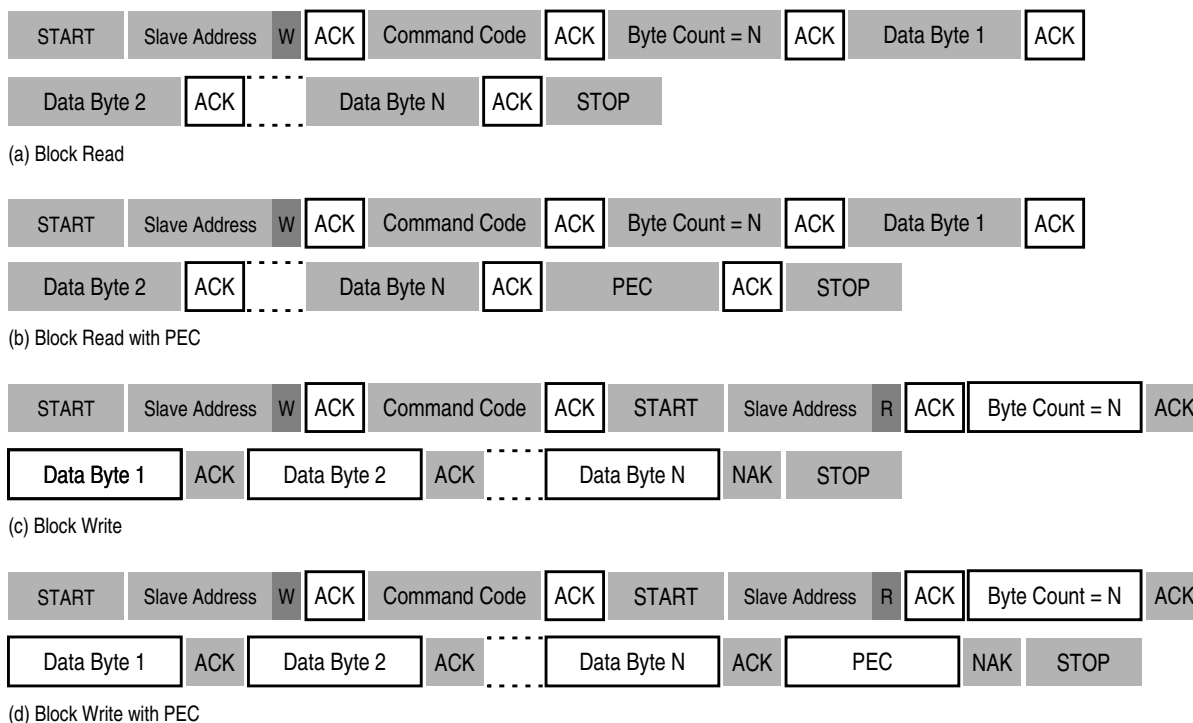 START Slave Address W ACK Command Code ACK Byte Count = N ACK Data Byte 1 ACK
Data Byte 2 ACK Data Byte N ACK STOP
(a) Block Read
START Slave Address W ACK Command Code ACK Byte Count = N ACK Data Byte 1 ACK
Data Byte 2 ACK Data Byte N ACK PEC ACK STOP
(b) Block Read with PEC
START Slave Address W ACK Command Code ACK START Slave Address R ACK Byte Count = N ACK
Data Byte 1 ACK Data Byte 2 ACK Data Byte N NAK STOP
(c) Block Write
START Slave Address W ACK Command Code ACK START Slave Address R ACK Byte Count = N ACK
Data Byte 1 ACK Data Byte 2 ACK Data Byte N ACK PEC NAK STOP
(d) Block Write with PEC